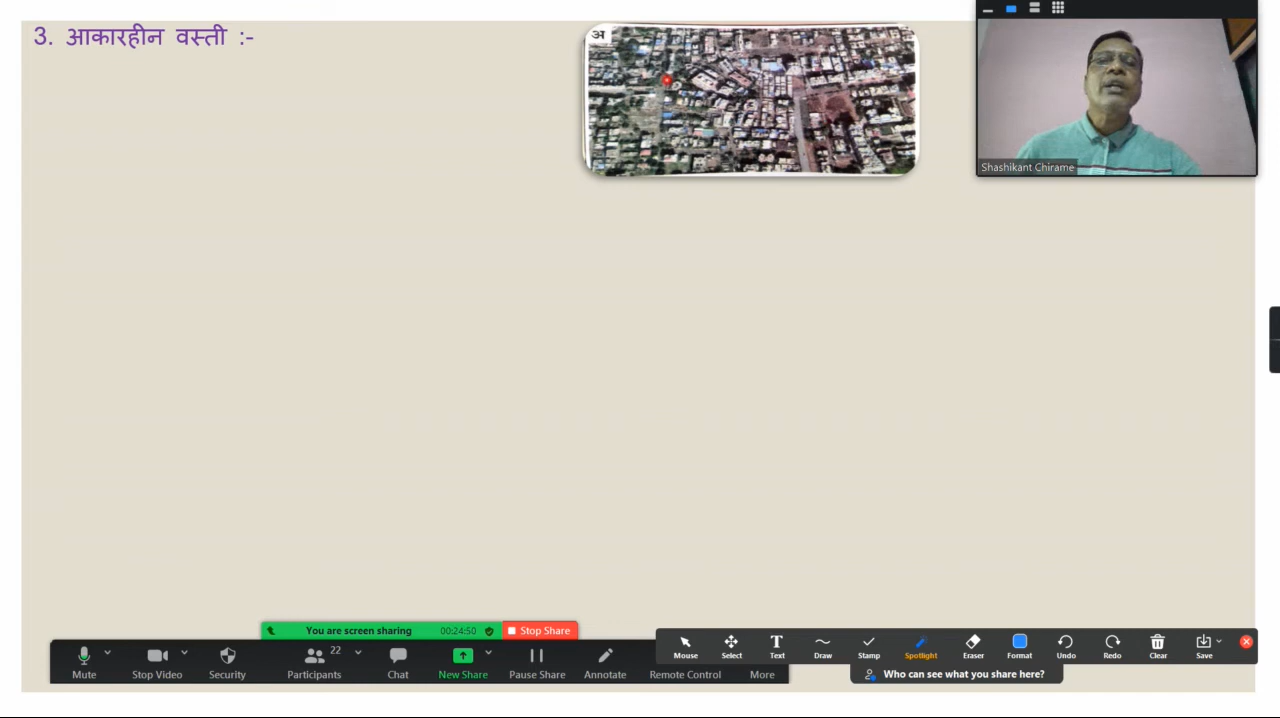 3. आकारहीन वस्ती :-
अ
Shashikant Chirame
You are screen sharing 00:24:50 Stop Share
Mute Stop Video Security Participants 22 Chat New Share Pause Share Annotate Remote Control More
Mouse Select Text Draw Stamp Spotlight Eraser Format Undo Redo Clear Save
Who can see what you share here?